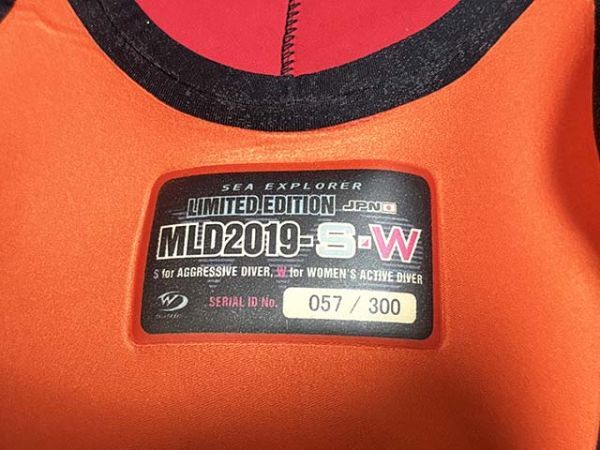 SEA EXPLORER
LIMITED EDITION JPN
MLD2019-S·W
S for AGGRESSIVE DIVER, W for WOMEN'S ACTIVE DIVER
SERIAL ID No. 057 / 300